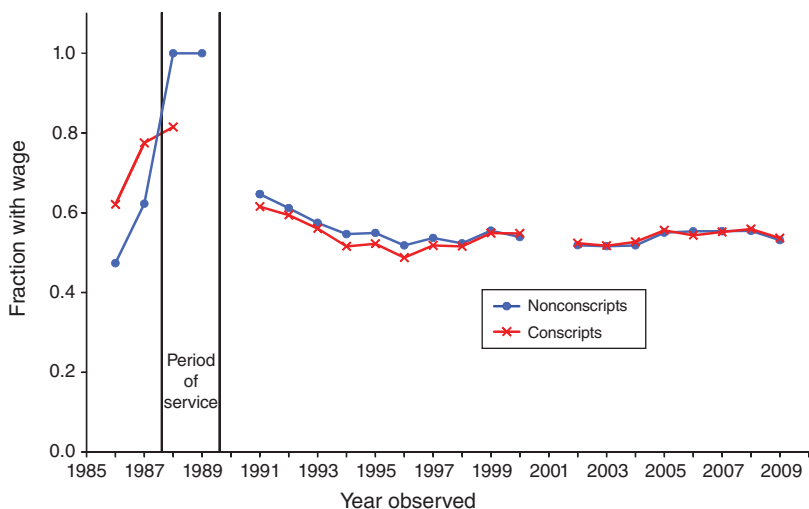 Fraction with wage
1.0
0.8
0.6
0.4
0.2
0.0
Period
of
service
Nonconscripts
Conscripts
1985 1987 1989 1991 1993 1995 1997 1999 2001 2003 2005 2007 2009
Year observed